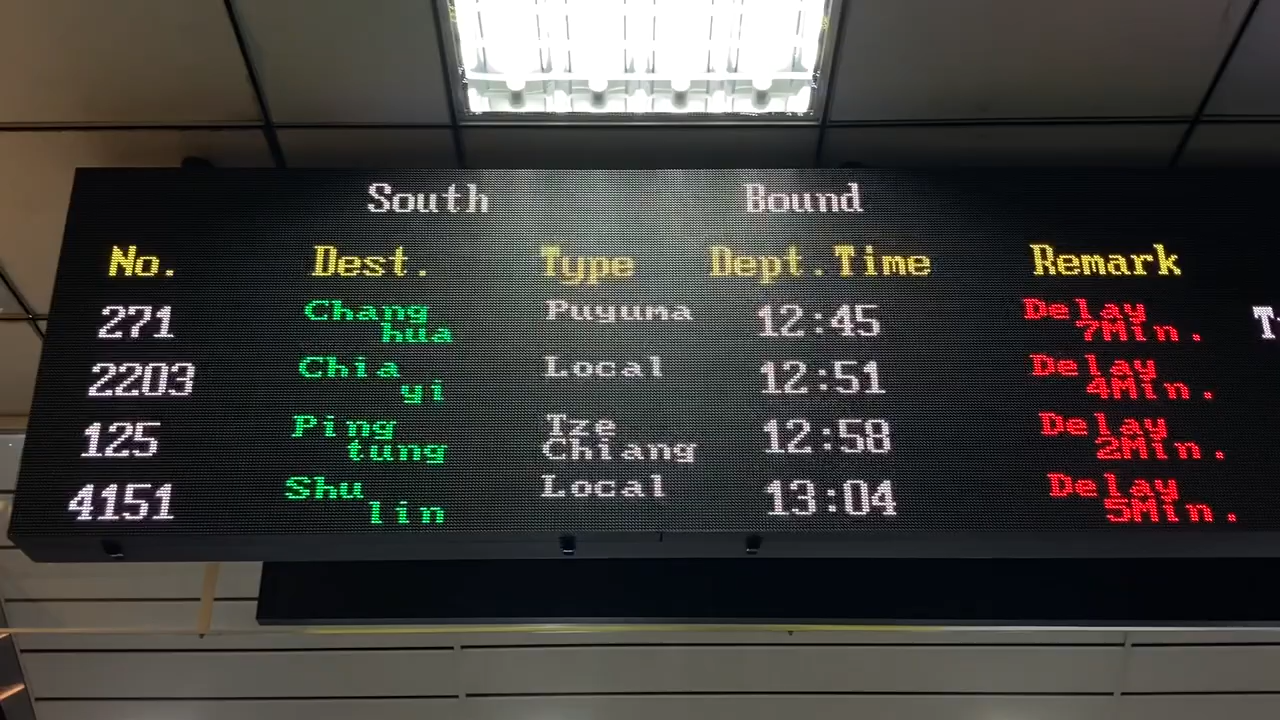 South Bound
No. Dest. Type Dept.Time Remark
271 Chang hua Puyuma 12:45 Delay 7Min.
2203 Chia yi Local 12:51 Delay 4Min.
125 Ping tung Tze Chiang 12:58 Delay 2Min.
4151 Shu lin Local 13:04 Delay 5Min.